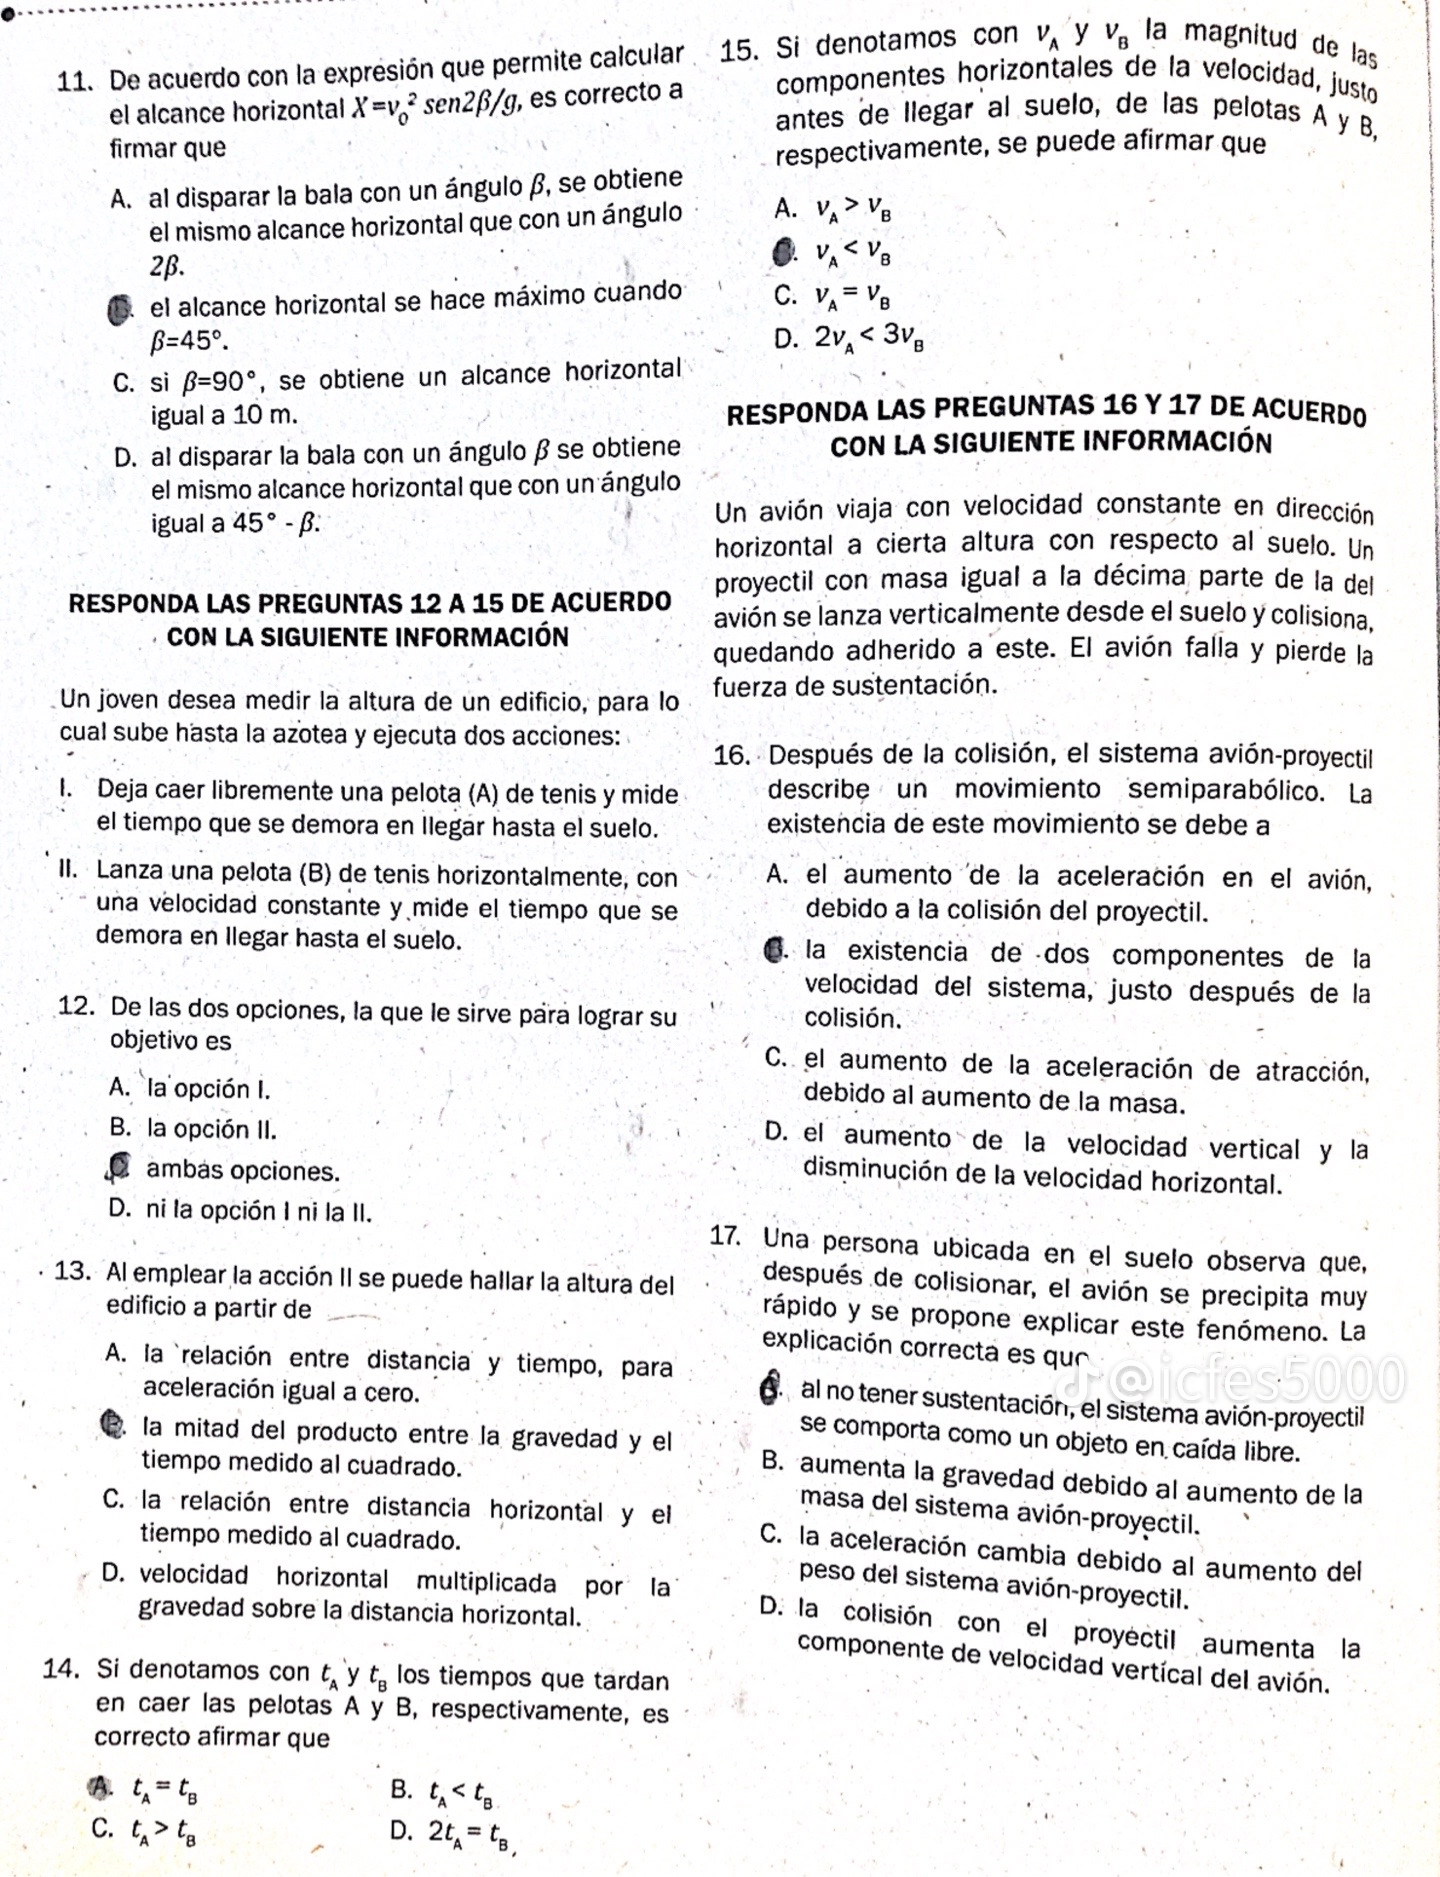 11. De acuerdo con la expresión que permite calcular
el alcance horizontal X=v₀² sen2β/g, es correcto a
firmar que
A. al disparar la bala con un ángulo β, se obtiene
el mismo alcance horizontal que con un ángulo
2β.
B. el alcance horizontal se hace máximo cuando
β=45°.
C. si β=90°, se obtiene un alcance horizontal
igual a 10 m.
D. al disparar la bala con un ángulo β se obtiene
el mismo alcance horizontal que con un ángulo
igual a 45° - β.
RESPONDA LAS PREGUNTAS 12 A 15 DE ACUERDO
CON LA SIGUIENTE INFORMACIÓN
Un joven desea medir la altura de un edificio, para lo
cual sube hasta la azotea y ejecuta dos acciones:
I. Deja caer libremente una pelota (A) de tenis y mide
el tiempo que se demora en llegar hasta el suelo.
II. Lanza una pelota (B) de tenis horizontalmente, con
una velocidad constante y mide el tiempo que se
demora en llegar hasta el suelo.
12. De las dos opciones, la que le sirve para lograr su
objetivo es
A. la opción I.
B. la opción II.
C. ambas opciones.
D. ni la opción I ni la II.
13. Al emplear la acción II se puede hallar la altura del
edificio a partir de
A. la relación entre distancia y tiempo, para
aceleración igual a cero.
B. la mitad del producto entre la gravedad y el
tiempo medido al cuadrado.
C. la relación entre distancia horizontal y el
tiempo medido al cuadrado.
D. velocidad horizontal multiplicada por la
gravedad sobre la distancia horizontal.
14. Si denotamos con t_A y t_B los tiempos que tardan
en caer las pelotas A y B, respectivamente, es
correcto afirmar que
A. t_A = t_B B. t_A < t_B
C. t_A > t_B D. 2t_A = t_B
15. Si denotamos con v_A y v_B la magnitud de las
componentes horizontales de la velocidad, justo
antes de llegar al suelo, de las pelotas A y B,
respectivamente, se puede afirmar que
A. v_A > v_B
B. v_A < v_B
C. v_A = v_B
D. 2v_A < 3v_B
RESPONDA LAS PREGUNTAS 16 Y 17 DE ACUERDO
CON LA SIGUIENTE INFORMACIÓN
Un avión viaja con velocidad constante en dirección
horizontal a cierta altura con respecto al suelo. Un
proyectil con masa igual a la décima parte de la del
avión se lanza verticalmente desde el suelo y colisiona,
quedando adherido a este. El avión falla y pierde la
fuerza de sustentación.
16. Después de la colisión, el sistema avión-proyectil
describe un movimiento semiparabólico. La
existencia de este movimiento se debe a
A. el aumento de la aceleración en el avión,
debido a la colisión del proyectil.
B. la existencia de dos componentes de la
velocidad del sistema, justo después de la
colisión.
C. el aumento de la aceleración de atracción,
debido al aumento de la masa.
D. el aumento de la velocidad vertical y la
disminución de la velocidad horizontal.
17. Una persona ubicada en el suelo observa que,
después de colisionar, el avión se precipita muy
rápido y se propone explicar este fenómeno. La
explicación correcta es que
@icfes5000
A. al no tener sustentación, el sistema avión-proyectil
se comporta como un objeto en caída libre.
B. aumenta la gravedad debido al aumento de la
masa del sistema avión-proyectil.
C. la aceleración cambia debido al aumento del
peso del sistema avión-proyectil.
D. la colisión con el proyectil aumenta la
componente de velocidad vertical del avión.